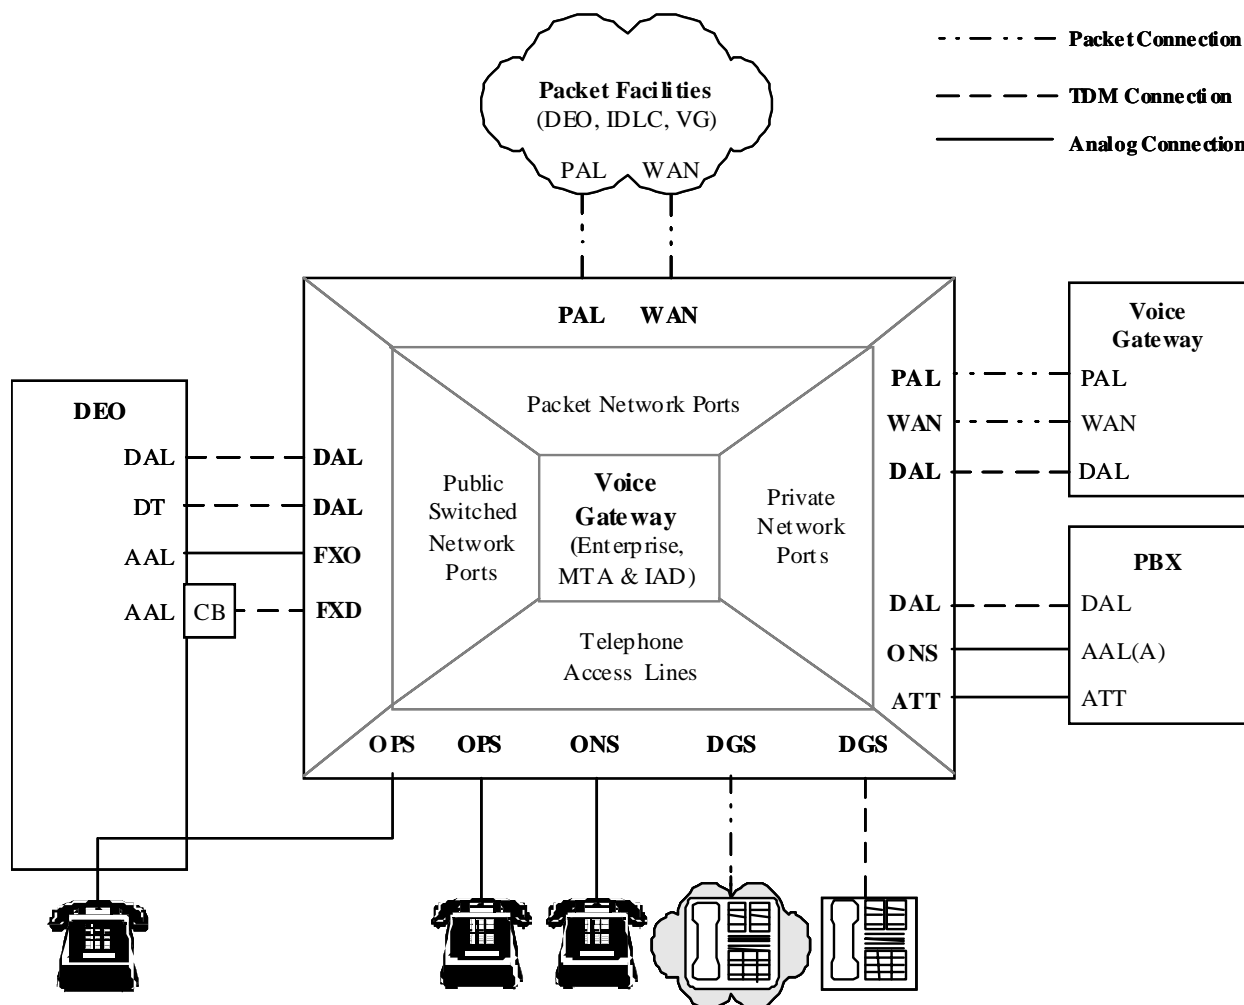 Packet Connection
TDM Connection
Analog Connection
Packet Facilities
(DEO, IDLC, VG)
PAL WAN
PAL WAN
Packet Network Ports
Public
Switched
Network
Ports
Voice
Gateway
(Enterprise,
MTA & IAD)
Private
Network
Ports
Telephone
Access Lines
DEO
DAL
DT
AAL
AAL
CB
DAL
DAL
FXO
FXD
PAL
WAN
DAL
DAL
ONS
ATT
Voice
Gateway
PAL
WAN
DAL
PBX
DAL
AAL(A)
ATT
OPS OPS ONS DGS DGS